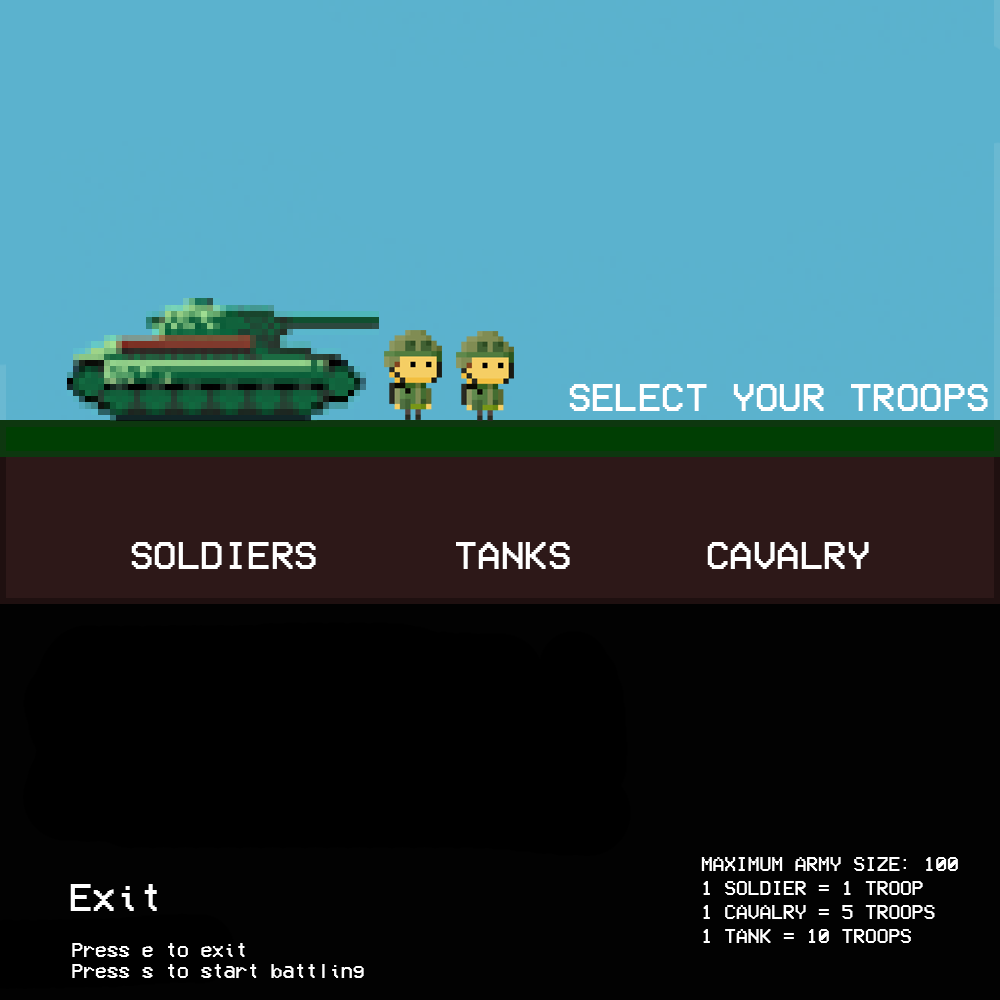 SELECT YOUR TROOPS
SOLDIERS TANKS CAVALRY
MAXIMUM ARMY SIZE: 100
1 SOLDIER = 1 TROOP
1 CAVALRY = 5 TROOPS
1 TANK = 10 TROOPS
Exit
Press e to exit
Press s to start battling